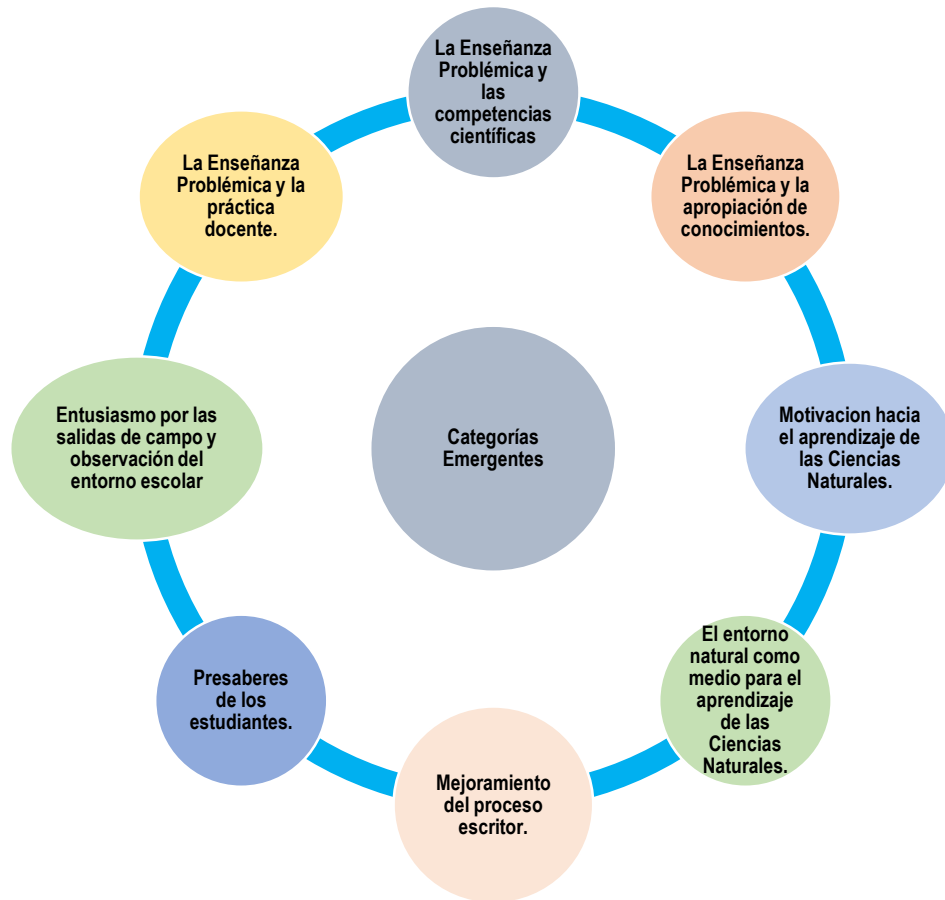 La Enseñanza
Problémica y
las
competencias
científicas
La Enseñanza
Problémica y la
apropiación de
conocimientos.
Motivacion hacia
el aprendizaje de
las Ciencias
Naturales.
El entorno
natural como
medio para el
aprendizaje
de las
Ciencias
Naturales.
Mejoramiento
del proceso
escritor.
Presaberes
de los
estudiantes.
Entusiasmo por las
salidas de campo y
observación del
entorno escolar
La Enseñanza
Problémica y la
práctica
docente.
Categorías
Emergentes